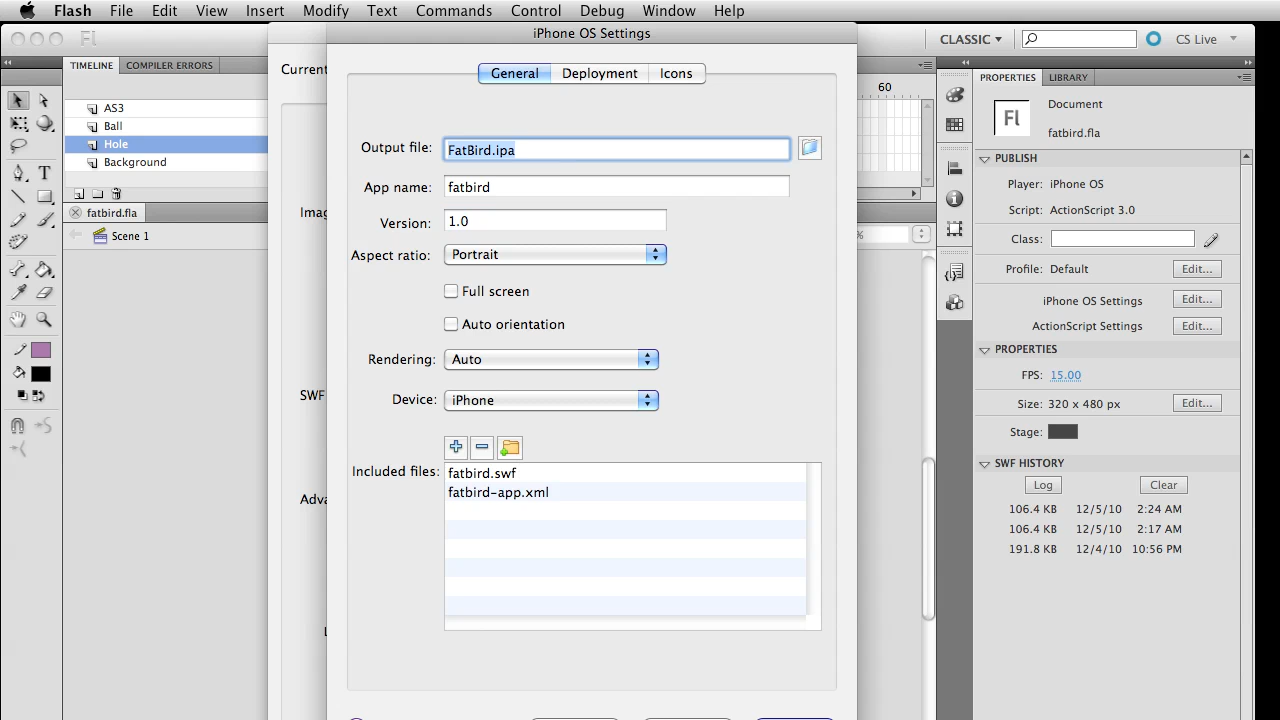 Flash File Edit View Insert Modify Text Commands Control Debug Window Help
Fl
iPhone OS Settings
CLASSIC
CS Live
TIMELINE COMPILER ERRORS
Current
General Deployment Icons
60
PROPERTIES LIBRARY
AS3
Ball
Hole
Background
Fl
Document
fatbird.fla
Output file: FatBird.ipa
App name: fatbird
Version: 1.0
Aspect ratio: Portrait
Full screen
Auto orientation
Rendering: Auto
Device: iPhone
Included files:
fatbird.swf
fatbird-app.xml
fatbird.fla
Scene 1
T
Imag
SWF
Adva
%
PUBLISH
Player: iPhone OS
Script: ActionScript 3.0
Class:
Profile: Default Edit...
iPhone OS Settings Edit...
ActionScript Settings Edit...
PROPERTIES
FPS: 15.00
Size: 320 x 480 px Edit...
Stage:
SWF HISTORY
Log Clear
106.4 KB 12/5/10 2:24 AM
106.4 KB 12/5/10 2:17 AM
191.8 KB 12/4/10 10:56 PM